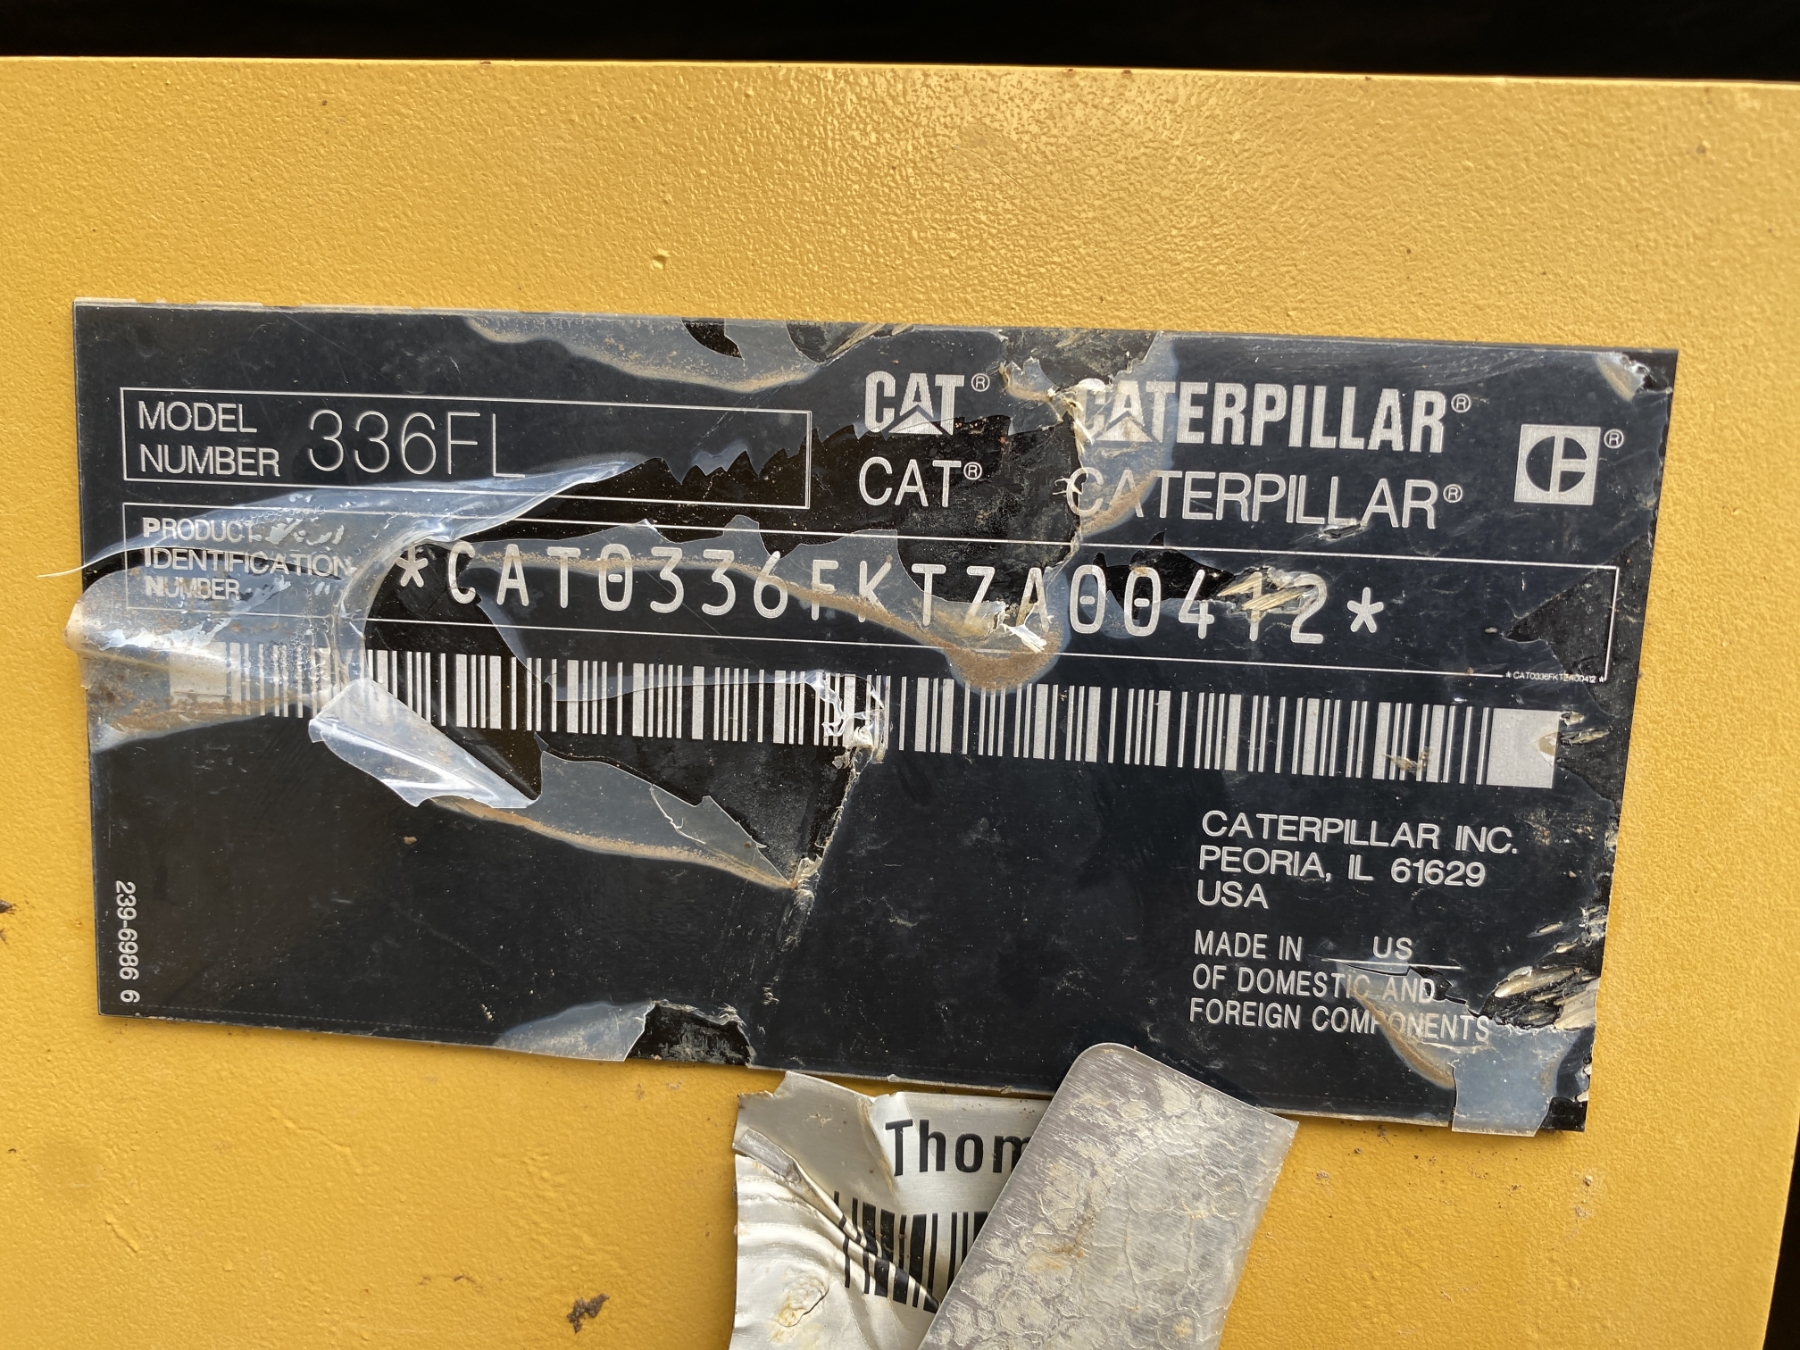 MODEL
NUMBER 336FL
CAT® CATERPILLAR®
CAT® CATERPILLAR®
PRODUCT
IDENTIFICATION
NUMBER
*CAT0336FKTZA00412*
*CAT0336FKTZA00412*
CATERPILLAR INC.
PEORIA, IL 61629
USA
MADE IN US
OF DOMESTIC AND
FOREIGN COMPONENTS
239-6986 6
Thom